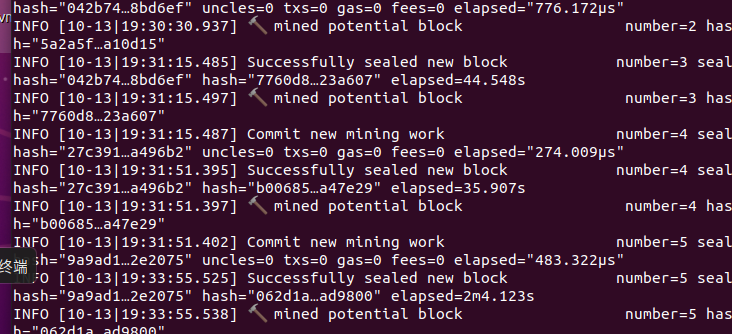 hash="042b74…8bd6ef" uncles=0 txs=0 gas=0 fees=0 elapsed="776.172µs"
INFO [10-13|19:30:30.937] 🔨 mined potential block number=2 has
h="5a2a5f…a10d15"
INFO [10-13|19:31:15.485] Successfully sealed new block number=3 seal
hash="042b74…8bd6ef" hash="7760d8…23a607" elapsed=44.548s
INFO [10-13|19:31:15.497] 🔨 mined potential block number=3 has
h="7760d8…23a607"
INFO [10-13|19:31:15.487] Commit new mining work number=4 seal
hash="27c391…a496b2" uncles=0 txs=0 gas=0 fees=0 elapsed="274.009µs"
INFO [10-13|19:31:51.395] Successfully sealed new block number=4 seal
hash="27c391…a496b2" hash="b00685…a47e29" elapsed=35.907s
INFO [10-13|19:31:51.397] 🔨 mined potential block number=4 has
h="b00685…a47e29"
INFO [10-13|19:31:51.402] Commit new mining work number=5 seal
终端
hash="9a9ad1…2e2075" uncles=0 txs=0 gas=0 fees=0 elapsed="483.322µs"
INFO [10-13|19:33:55.525] Successfully sealed new block number=5 seal
hash="9a9ad1…2e2075" hash="062d1a…ad9800" elapsed=2m4.123s
INFO [10-13|19:33:55.538] 🔨 mined potential block number=5 has
h="062d1a…ad9800"